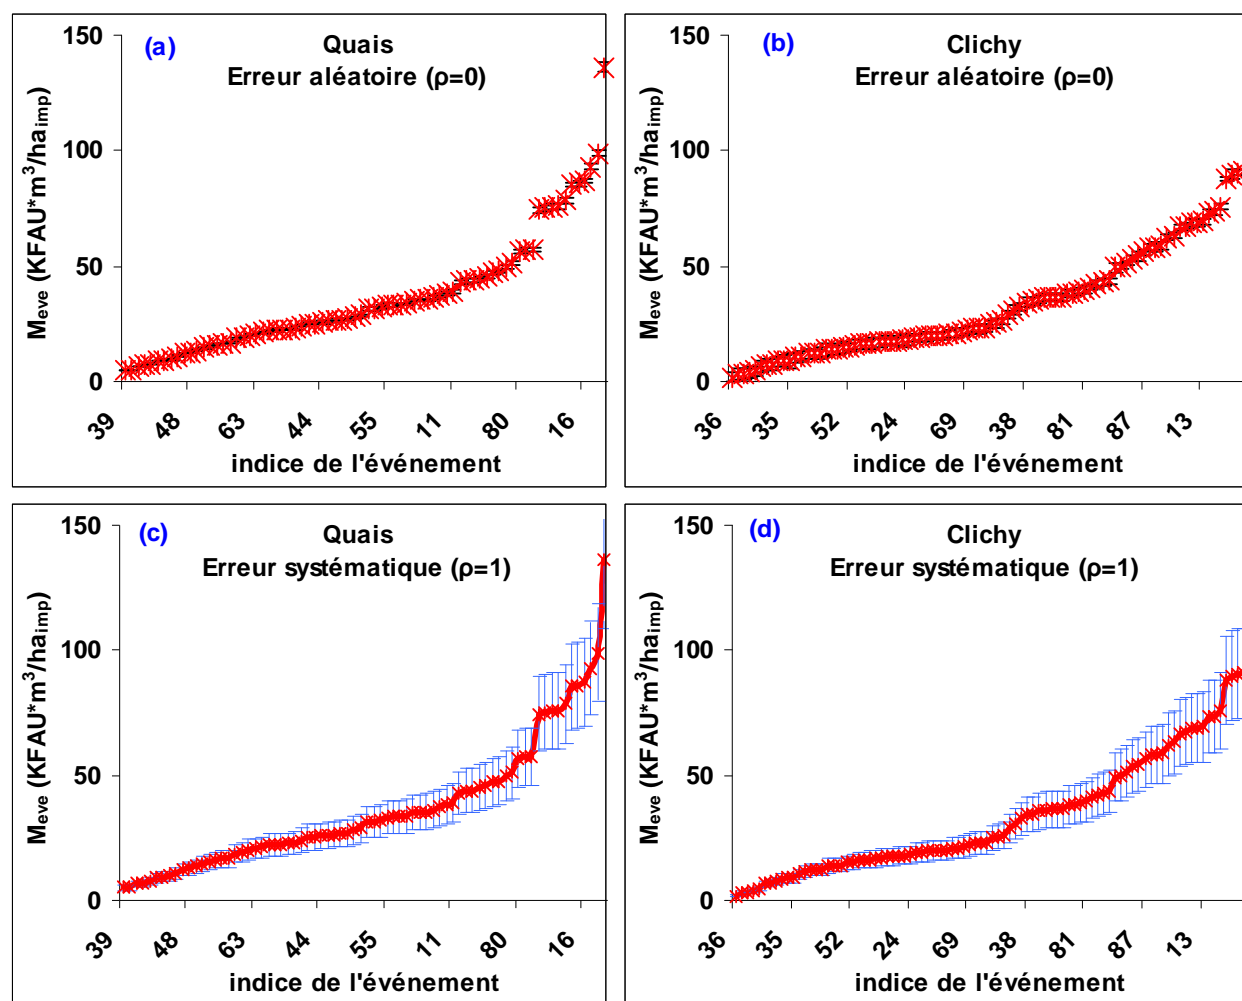 (a)
Quais
Erreur aléatoire (ρ=0)
Meve (KFAU*m³/haimp)
150
100
50
0
39
48
63
44
55
11
80
16
indice de l'événement
(b)
Clichy
Erreur aléatoire (ρ=0)
Meve (KFAU*m³/haimp)
150
100
50
0
36
35
52
24
69
38
81
87
13
indice de l'événement
(c)
Quais
Erreur systématique (ρ=1)
Meve (KFAU*m³/haimp)
150
100
50
0
39
48
63
44
55
11
80
16
indice de l'événement
(d)
Clichy
Erreur systématique (ρ=1)
Meve (KFAU*m³/haimp)
150
100
50
0
36
35
52
24
69
38
81
87
13
indice de l'événement